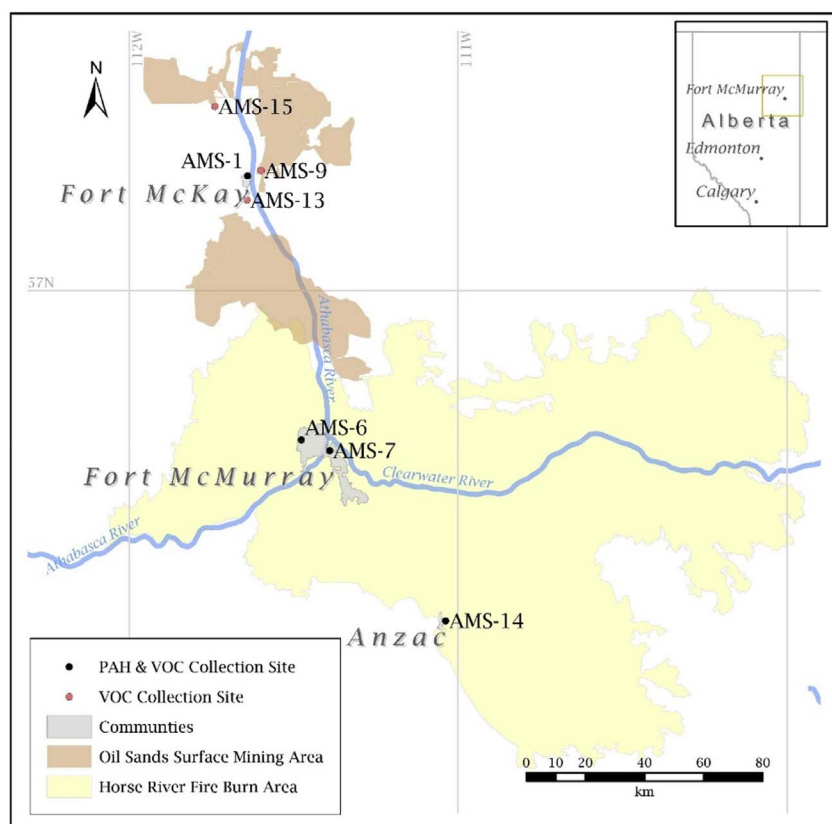 112W
111W
N
AMS-15
AMS-1
AMS-9
Fort McKay
AMS-13
57N
Athabasca River
AMS-6
AMS-7
Fort McMurray
Clearwater River
Athabasca River
AMS-14
Anzac
Fort McMurray
Alberta
Edmonton
Calgary
PAH & VOC Collection Site
VOC Collection Site
Communties
Oil Sands Surface Mining Area
Horse River Fire Burn Area
0 10 20 40 60 80
km